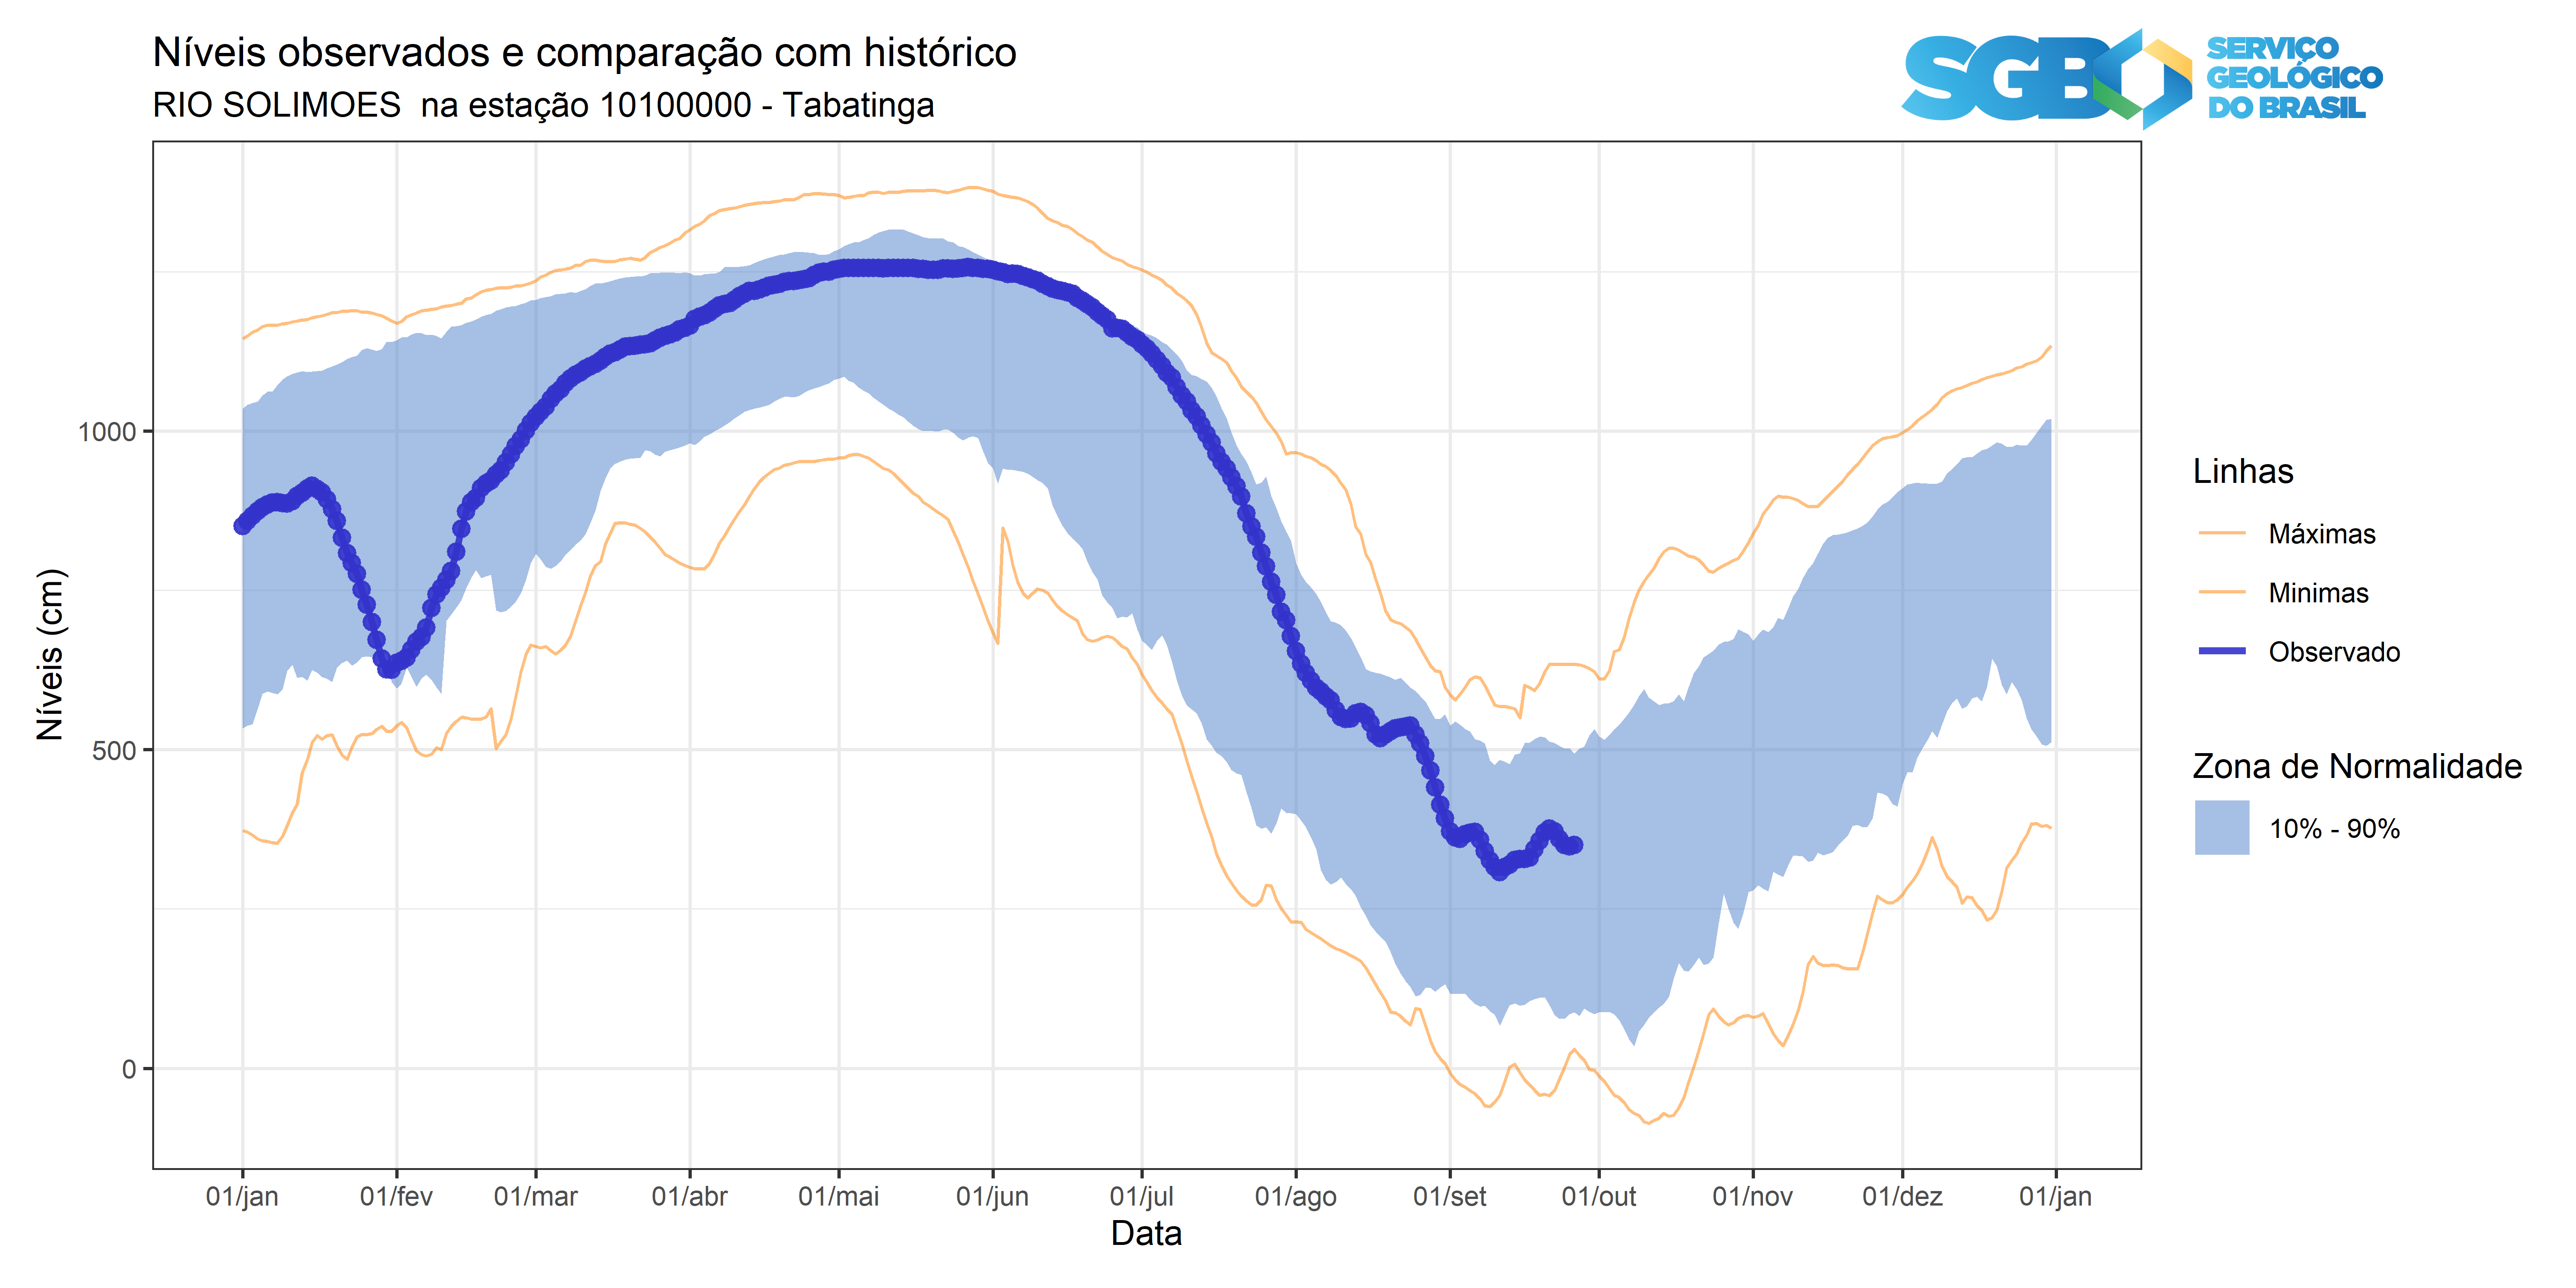 Níveis observados e comparação com histórico
RIO SOLIMOES  na estação 10100000 - Tabatinga
SGB
SERVIÇO
GEOLÓGICO
DO BRASIL
Níveis (cm)
1000
500
0
01/jan
01/fev
01/mar
01/abr
01/mai
01/jun
01/jul
01/ago
01/set
01/out
01/nov
01/dez
01/jan
Data
Linhas
Máximas
Minimas
Observado
Zona de Normalidade
10% - 90%